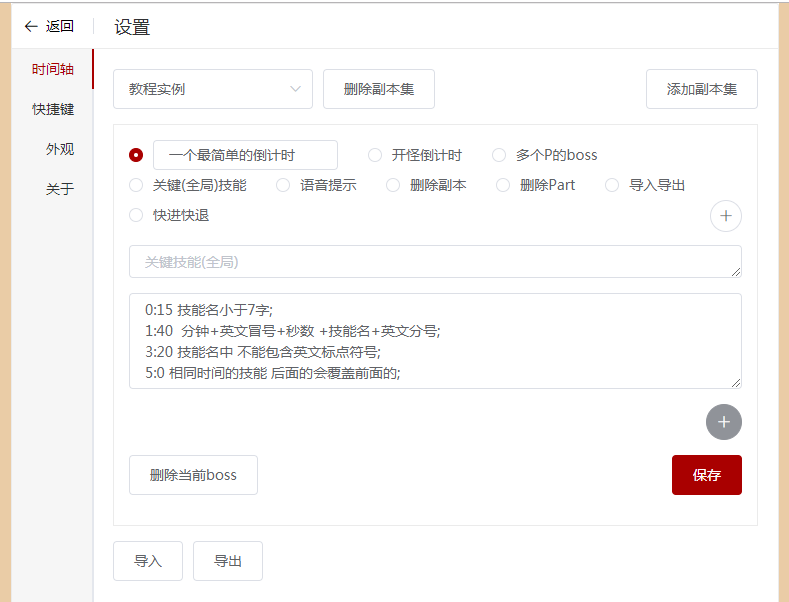 返回 设置
时间轴
快捷键
外观
关于
教程实例 删除副本集 添加副本集
一个最简单的倒计时 开怪倒计时 多个P的boss
关键(全局)技能 语音提示 删除副本 删除Part 导入导出
快进快退
关键技能(全局)
0:15 技能名小于7字;
1:40  分钟+英文冒号+秒数 +技能名+英文分号;
3:20 技能名中 不能包含英文标点符号;
5:0 相同时间的技能 后面的会覆盖前面的;
删除当前boss 保存
导入 导出